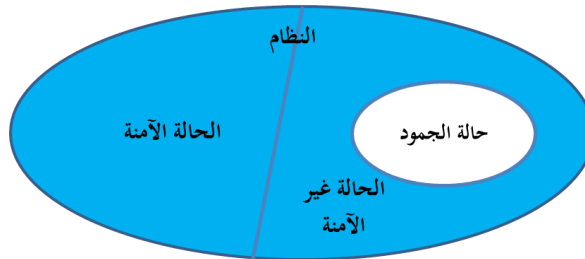 النظام
الحالة الآمنة
حالة الجمود
الحالة غير
الآمنة